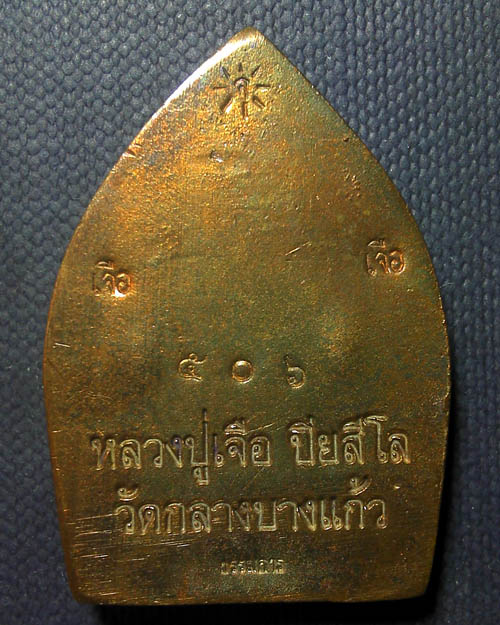 เจือ
เจือ
๕๐๖
หลวงปู่เจือ ปิยสีโล
วัดกลางบางแก้ว